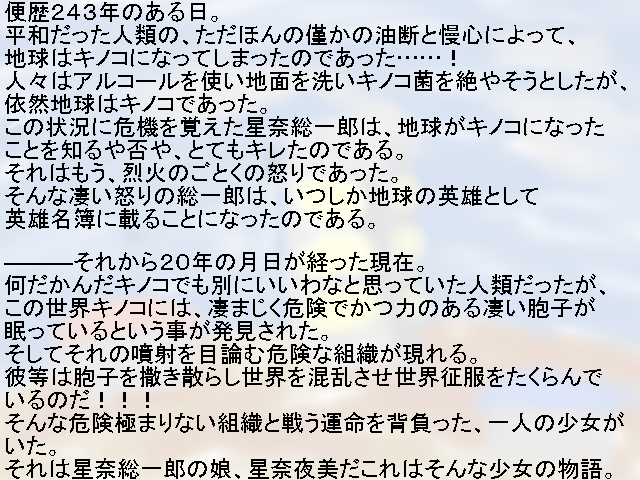 便歴２４３年のある日。
平和だった人類の、ただほんの僅かの油断と慢心によって、
地球はキノコになってしまったのであった……！
人々はアルコールを使い地面を洗いキノコ菌を絶やそうとしたが、
依然地球はキノコであった。
この状況に危機を覚えた星奈総一郎は、地球がキノコになった
ことを知るや否や、とてもキレたのである。
それはもう、烈火のごとくの怒りであった。
そんな凄い怒りの総一郎は、いつしか地球の英雄として
英雄名簿に載ることになったのである。
―――それから２０年の月日が経った現在。
何だかんだキノコでも別にいいわなと思っていた人類だったが、
この世界キノコには、凄まじく危険でかつ力のある凄い胞子が
眠っているという事が発見された。
そしてそれの噴射を目論む危険な組織が現れる。
彼等は胞子を撒き散らし世界を混乱させ世界征服をたくらんで
いるのだ！！！
そんな危険極まりない組織と戦う運命を背負った、一人の少女が
いた。
それは星奈総一郎の娘、星奈夜美だこれはそんな少女の物語。